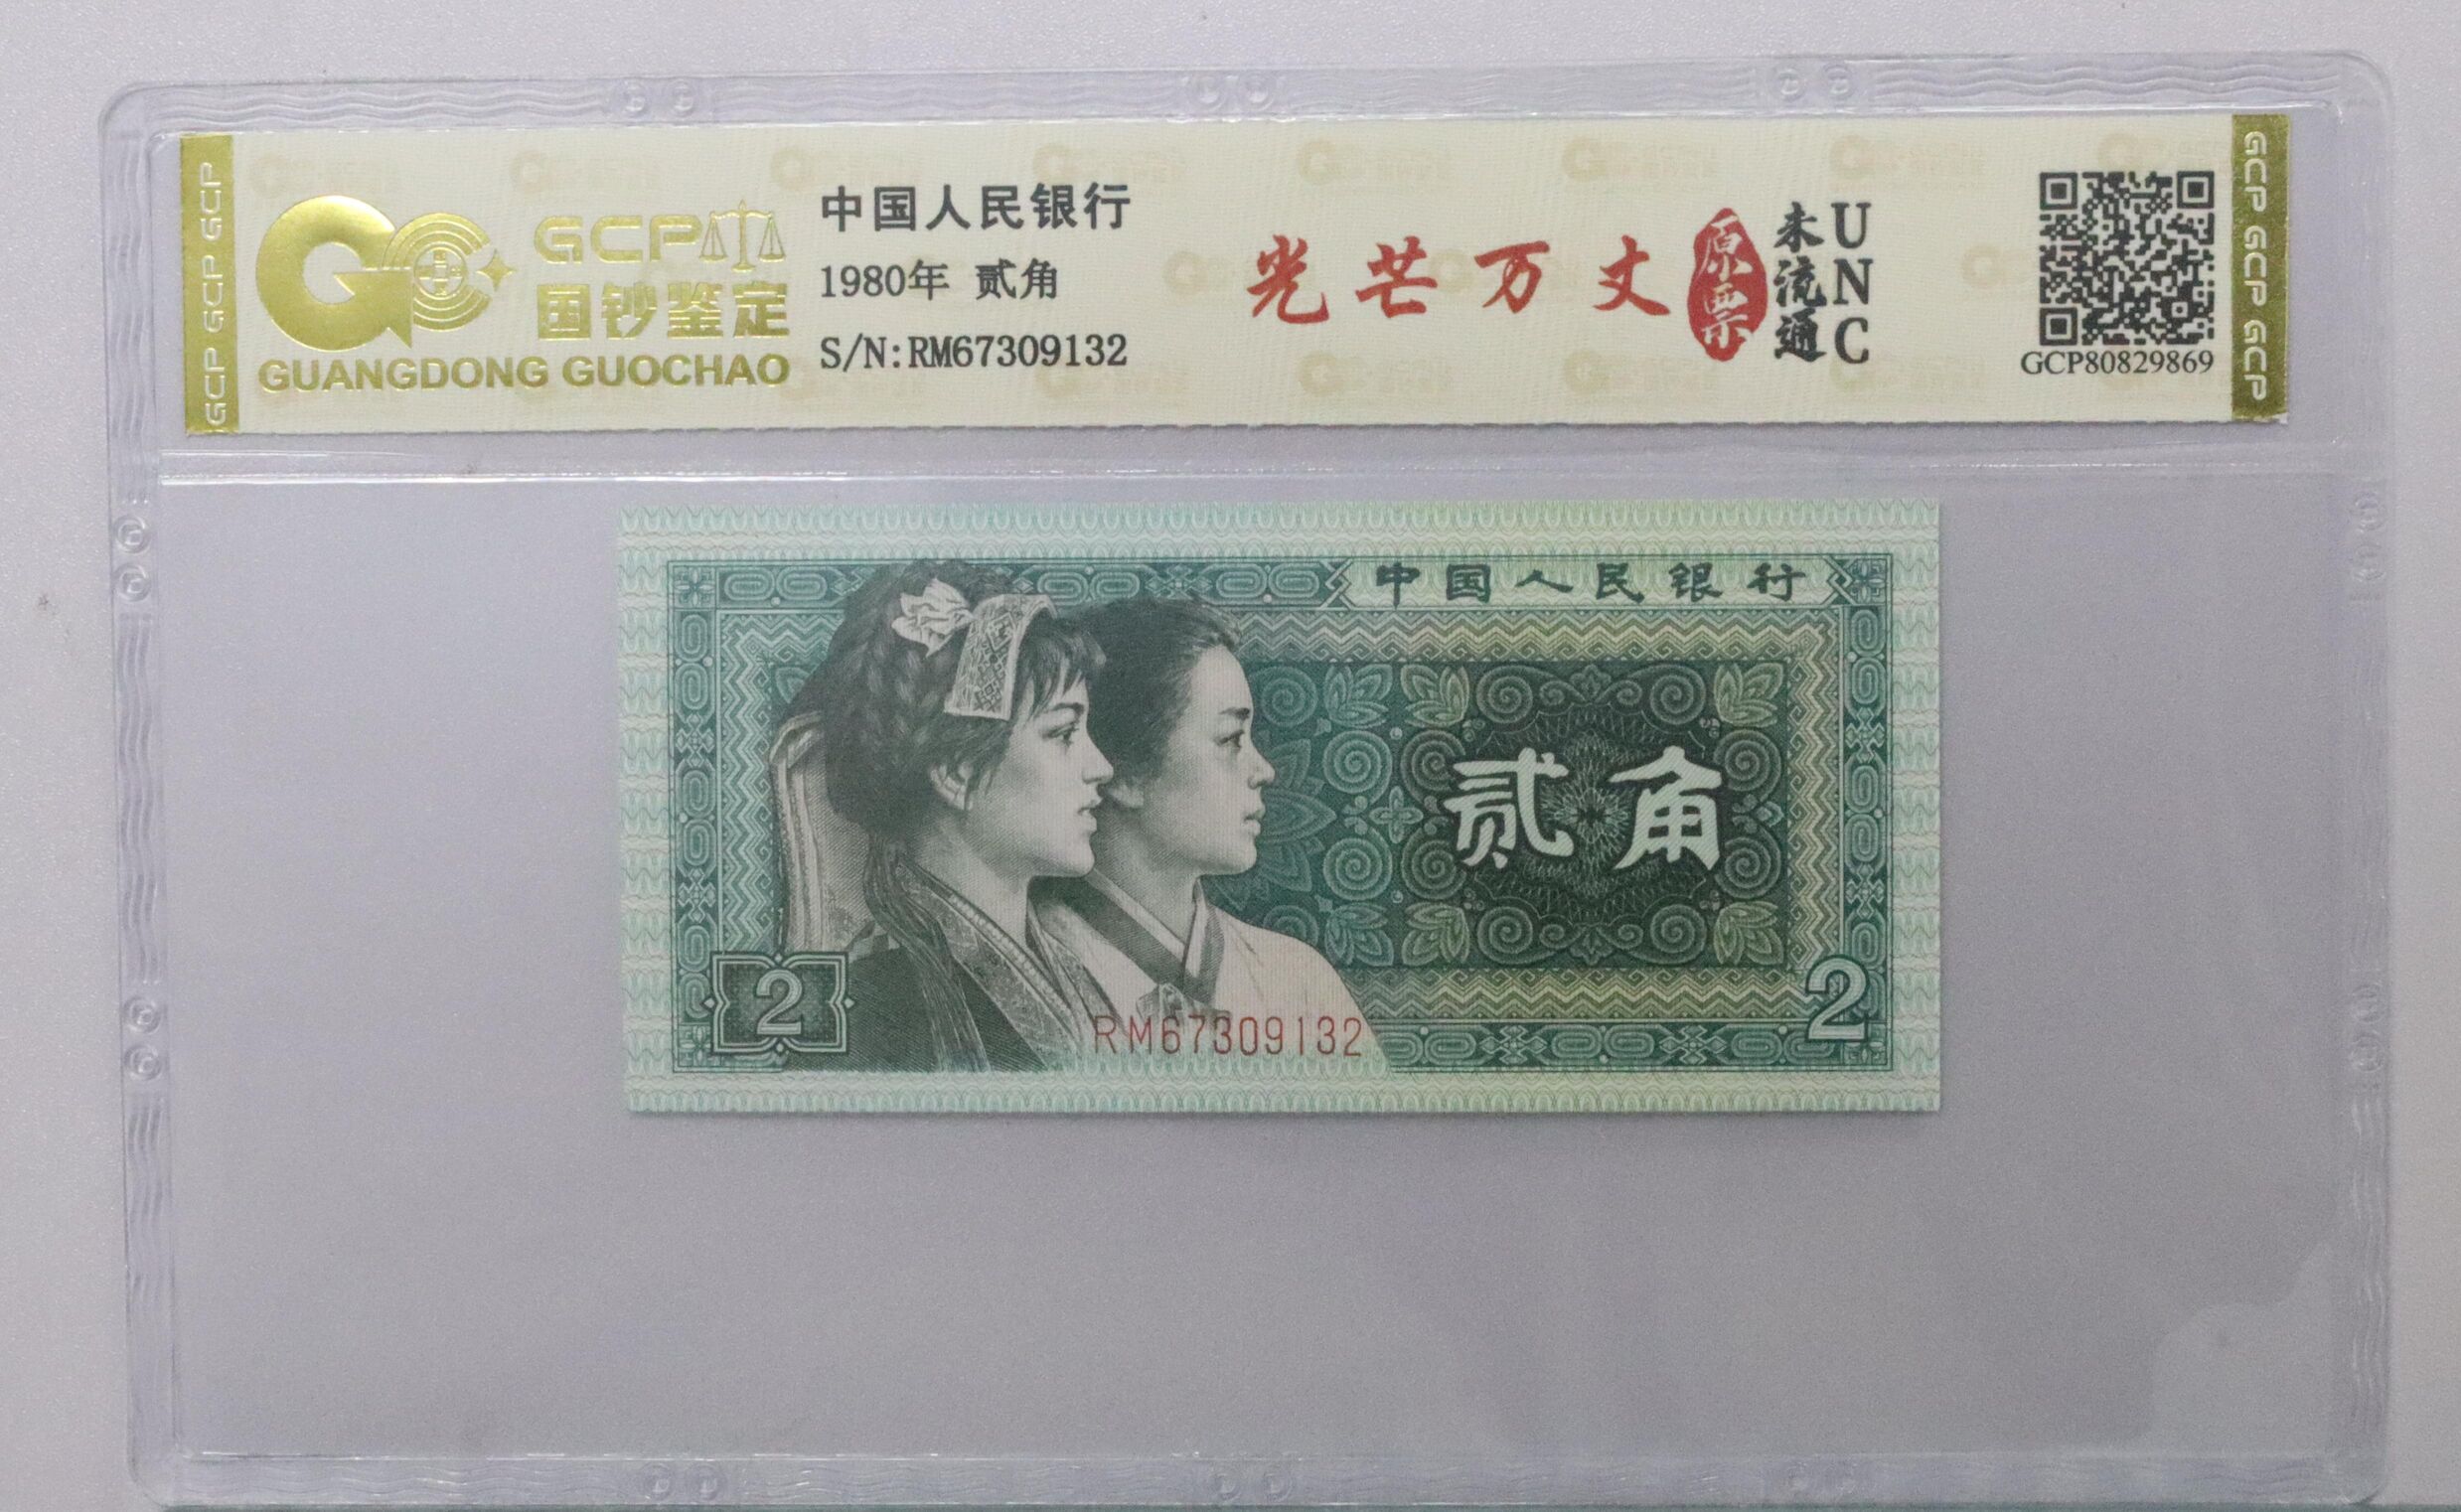 GCP GCP GCP
GCP
国钞鉴定
GUANGDONG GUOCHAO
中国人民银行
1980年 贰角
S/N:RM67309132
光芒万丈
原票
未流通
UNC
GCP80829869
GCP GCP GCP
中国人民银行
贰角
2
RM67309132
2